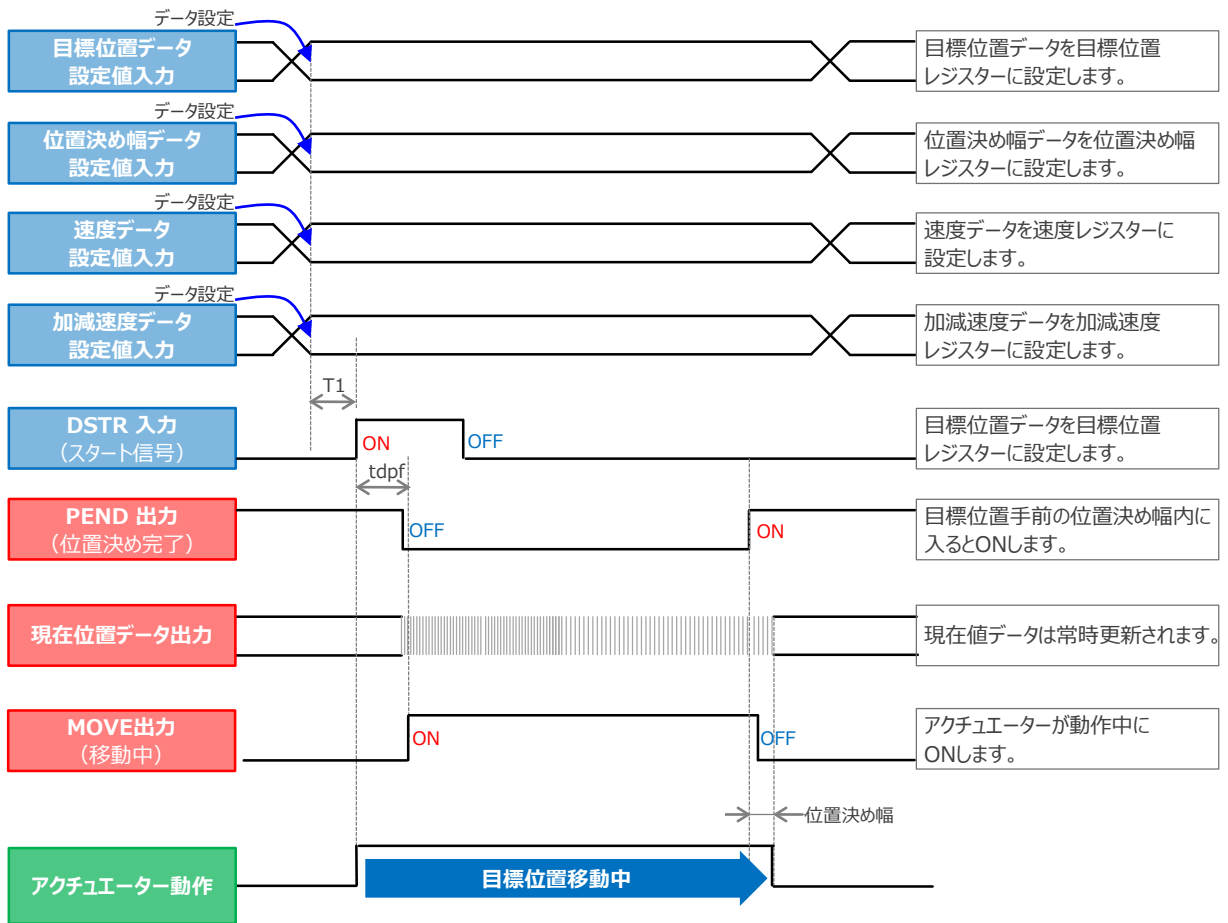 データ設定
目標位置データ
設定値入力
目標位置データを目標位置
レジスターに設定します。
データ設定
位置決め幅データ
設定値入力
位置決め幅データを位置決め幅
レジスターに設定します。
データ設定
速度データ
設定値入力
速度データを速度レジスターに
設定します。
データ設定
加減速度データ
設定値入力
加減速度データを加減速度
レジスターに設定します。
T1
DSTR 入力
(スタート信号)
ON
OFF
目標位置データを目標位置
レジスターに設定します。
tdpf
PEND 出力
(位置決め完了)
OFF
ON
目標位置手前の位置決め幅内に
入るとONします。
現在位置データ出力
現在値データは常時更新されます。
MOVE出力
(移動中)
ON
OFF
アクチュエーターが動作中に
ONします。
位置決め幅
アクチュエーター動作
目標位置移動中